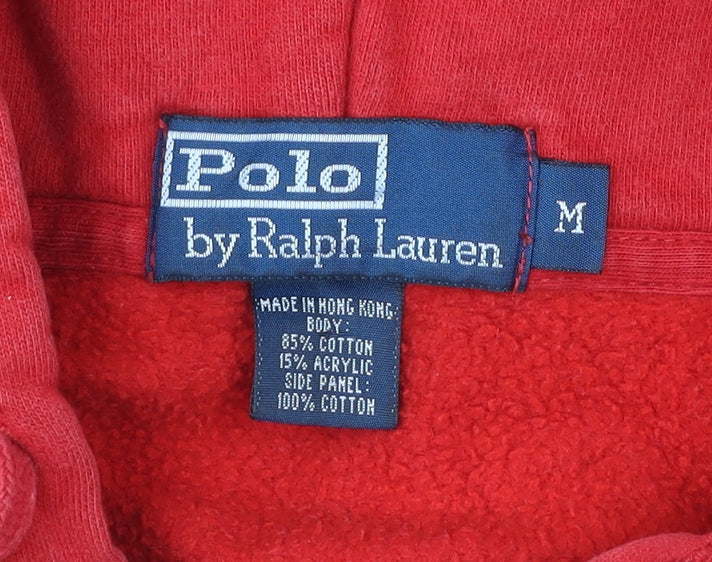 Polo
by Ralph Lauren
M
MADE IN HONG KONG
BODY:
85% COTTON
15% ACRYLIC
SIDE PANEL:
100% COTTON